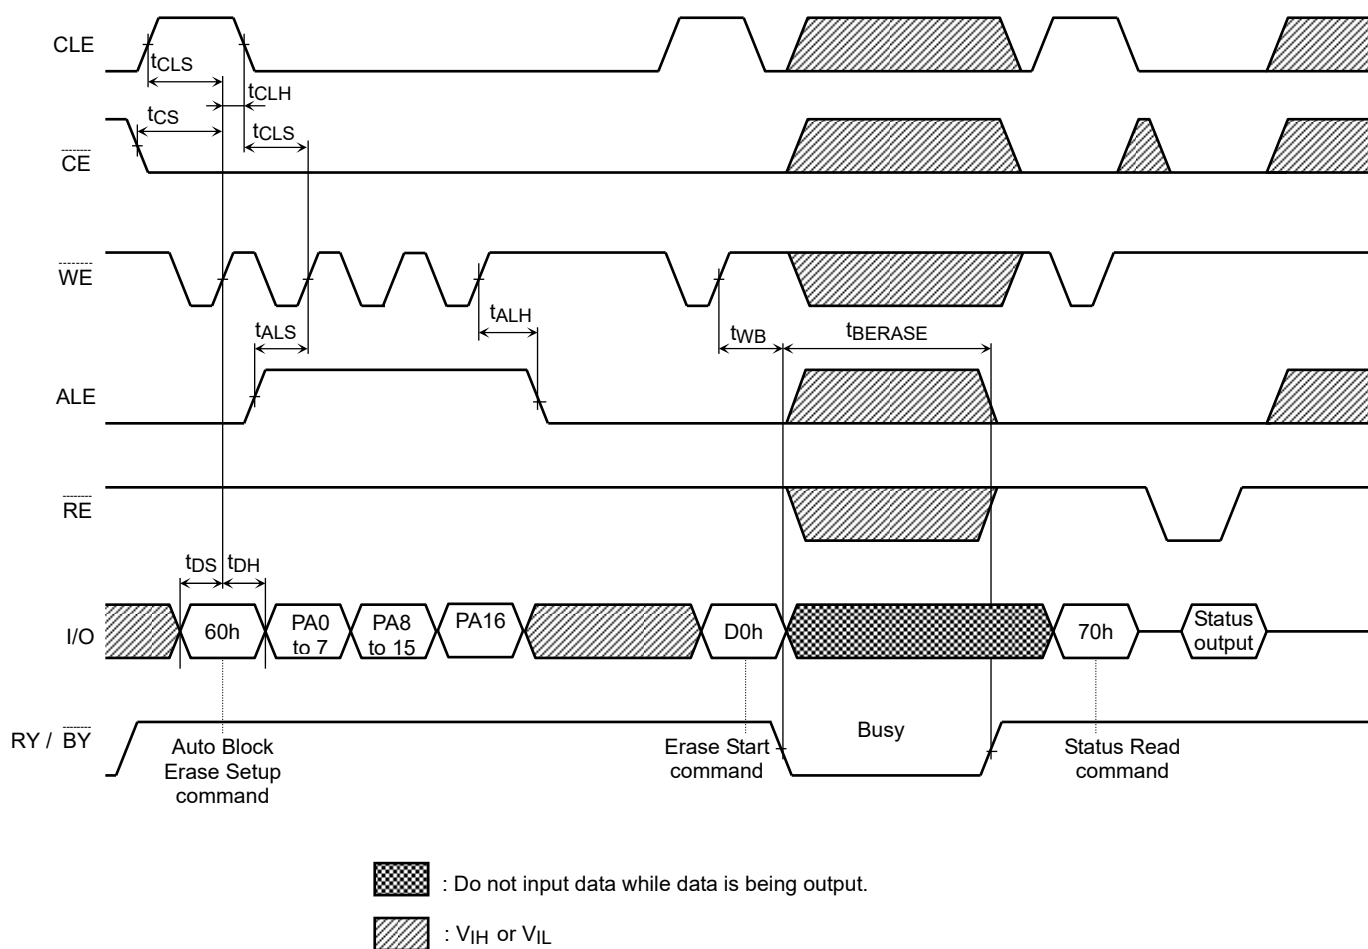 CLE
tCLS
tCLH
tCS
tCLS
CE
WE
tALS
tALH
tWB
tBERASE
ALE
RE
tDS
tDH
I/O
60h
PA0
to 7
PA8
to 15
PA16
D0h
70h
Status
output
RY / BY
Busy
Auto Block
Erase Setup
command
Erase Start
command
Status Read
command
: Do not input data while data is being output.
: VIH or VIL